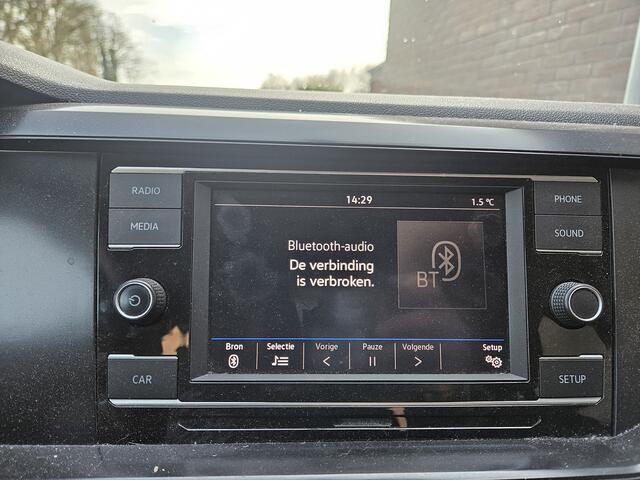 RADIO
MEDIA
CAR
14:29
1.5 °C
Bluetooth-audio
De verbinding
is verbroken.
BT
Bron
Selectie
Vorige
Pauze
Volgende
Setup
PHONE
SOUND
SETUP